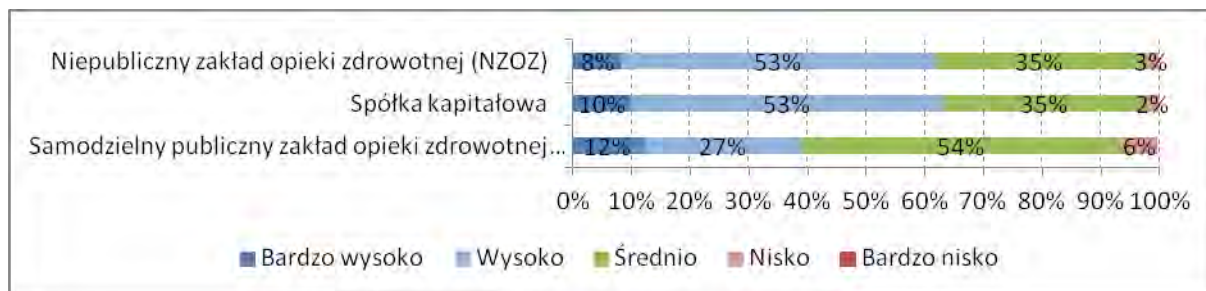 Niepubliczny zakład opieki zdrowotnej (NZOZ) 8% 53% 35% 3%
Spółka kapitałowa 10% 53% 35% 2%
Samodzielny publiczny zakład opieki zdrowotnej... 12% 27% 54% 6%
0% 10% 20% 30% 40% 50% 60% 70% 80% 90% 100%
Bardzo wysoko Wysoko Średnio Nisko Bardzo nisko